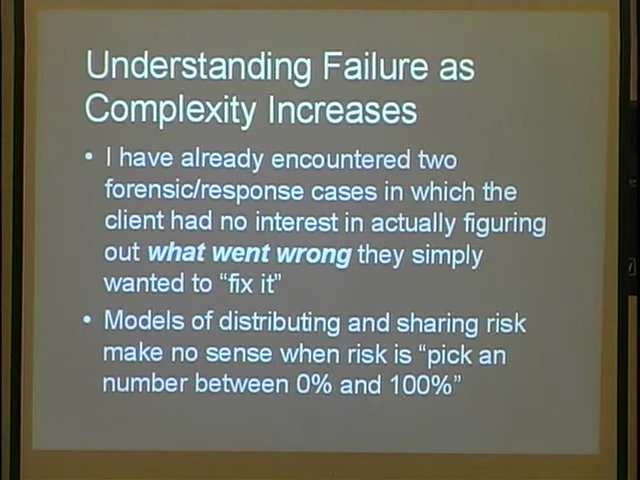 Understanding Failure as
Complexity Increases
• I have already encountered two
forensic/response cases in which the
client had no interest in actually figuring
out what went wrong they simply
wanted to “fix it”
• Models of distributing and sharing risk
make no sense when risk is “pick an
number between 0% and 100%”